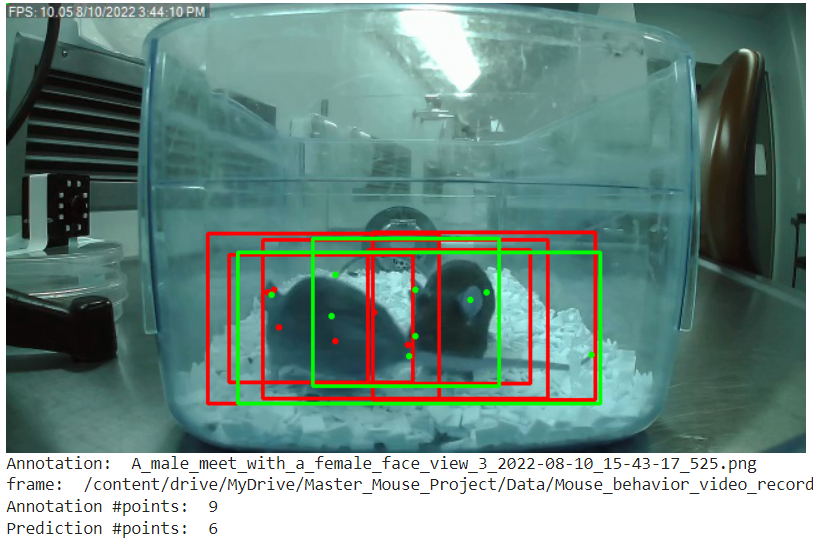 FPS: 10.05 8/10/2022 3:44:10 PM
Annotation:  A_male_meet_with_a_female_face_view_3_2022-08-10_15-43-17_525.png
frame:  /content/drive/MyDrive/Master_Mouse_Project/Data/Mouse_behavior_video_record
Annotation #points:  9
Prediction #points:  6